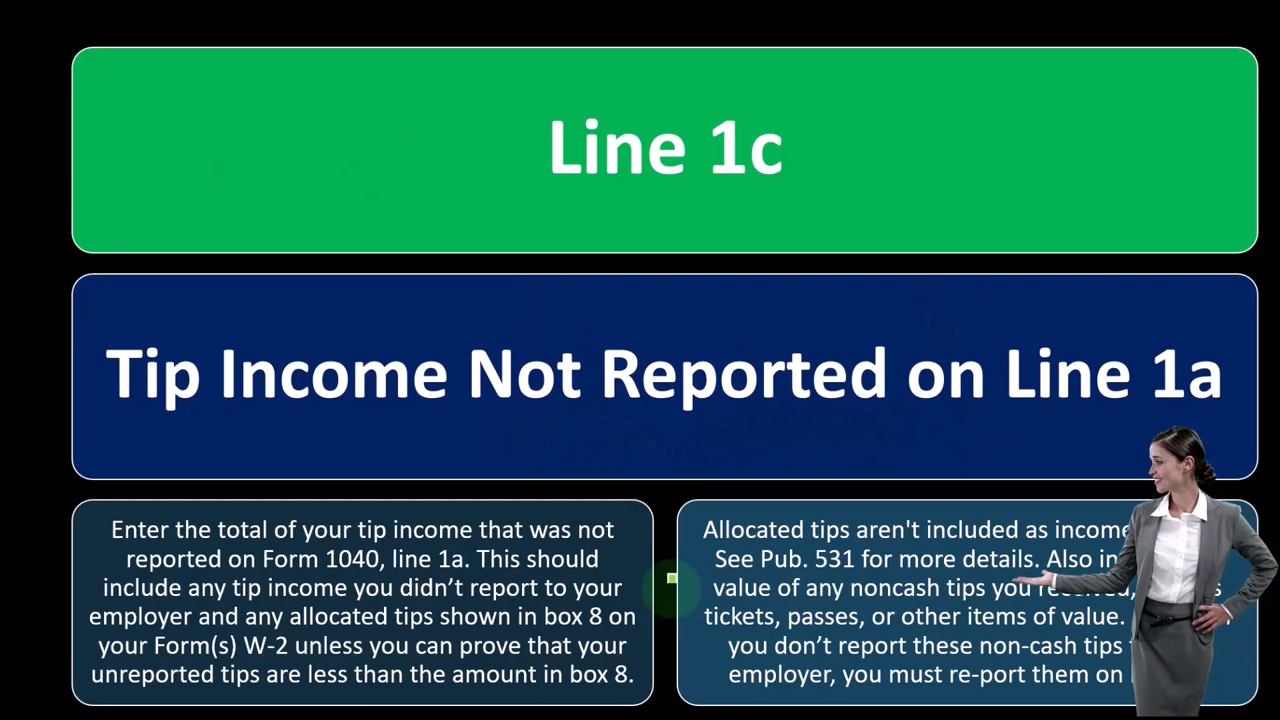 Line 1c
Tip Income Not Reported on Line 1a
Enter the total of your tip income that was not
reported on Form 1040, line 1a. This should
include any tip income you didn’t report to your
employer and any allocated tips shown in box 8 on
your Form(s) W-2 unless you can prove that your
unreported tips are less than the amount in box 8.
Allocated tips aren't included as income
See Pub. 531 for more details. Also
value of any noncash tips you received,
tickets, passes, or other items of value.
you don’t report these non-cash tips
employer, you must re-port them on